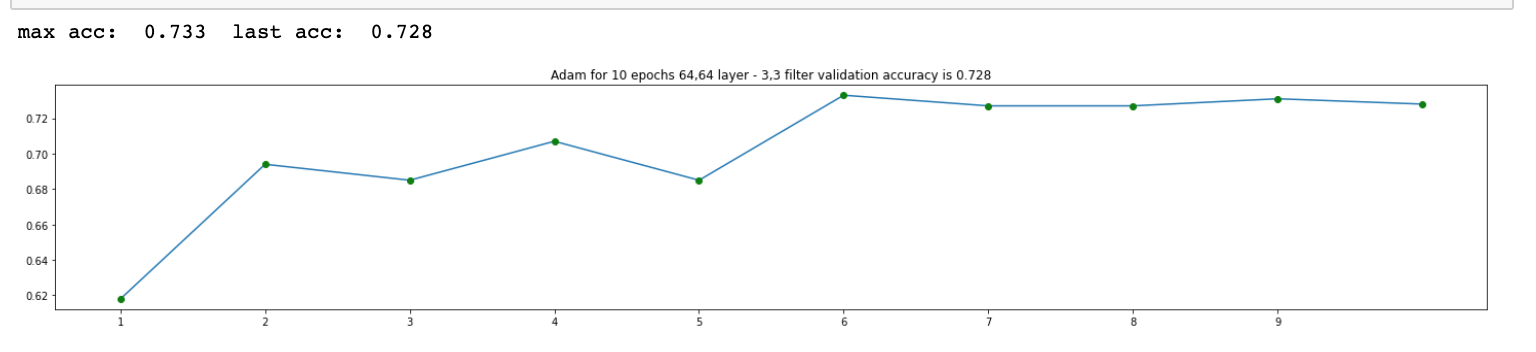 max acc: 0.733 last acc: 0.728
Adam for 10 epochs 64,64 layer - 3,3 filter validation accuracy is 0.728
0.72
0.70
0.68
0.66
0.64
0.62
1 2 3 4 5 6 7 8 9